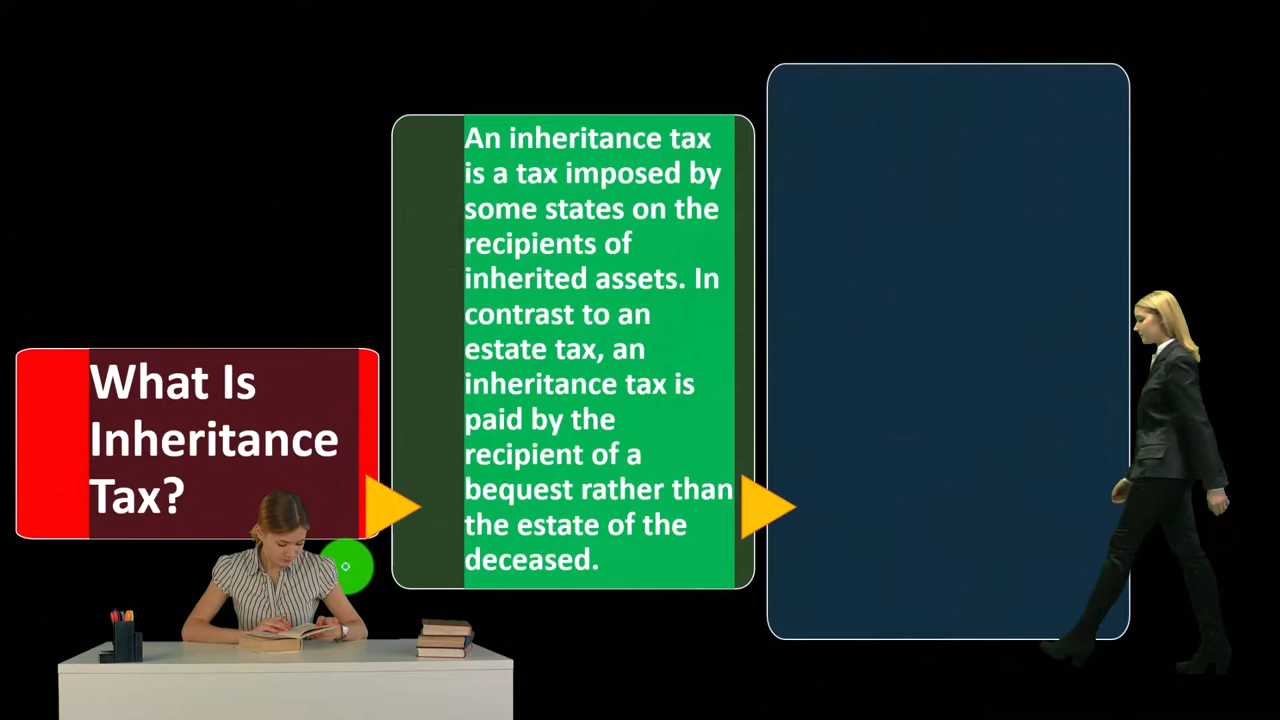 What Is
Inheritance
Tax?
An inheritance tax
is a tax imposed by
some states on the
recipients of
inherited assets. In
contrast to an
estate tax, an
inheritance tax is
paid by the
recipient of a
bequest rather than
the estate of the
deceased.